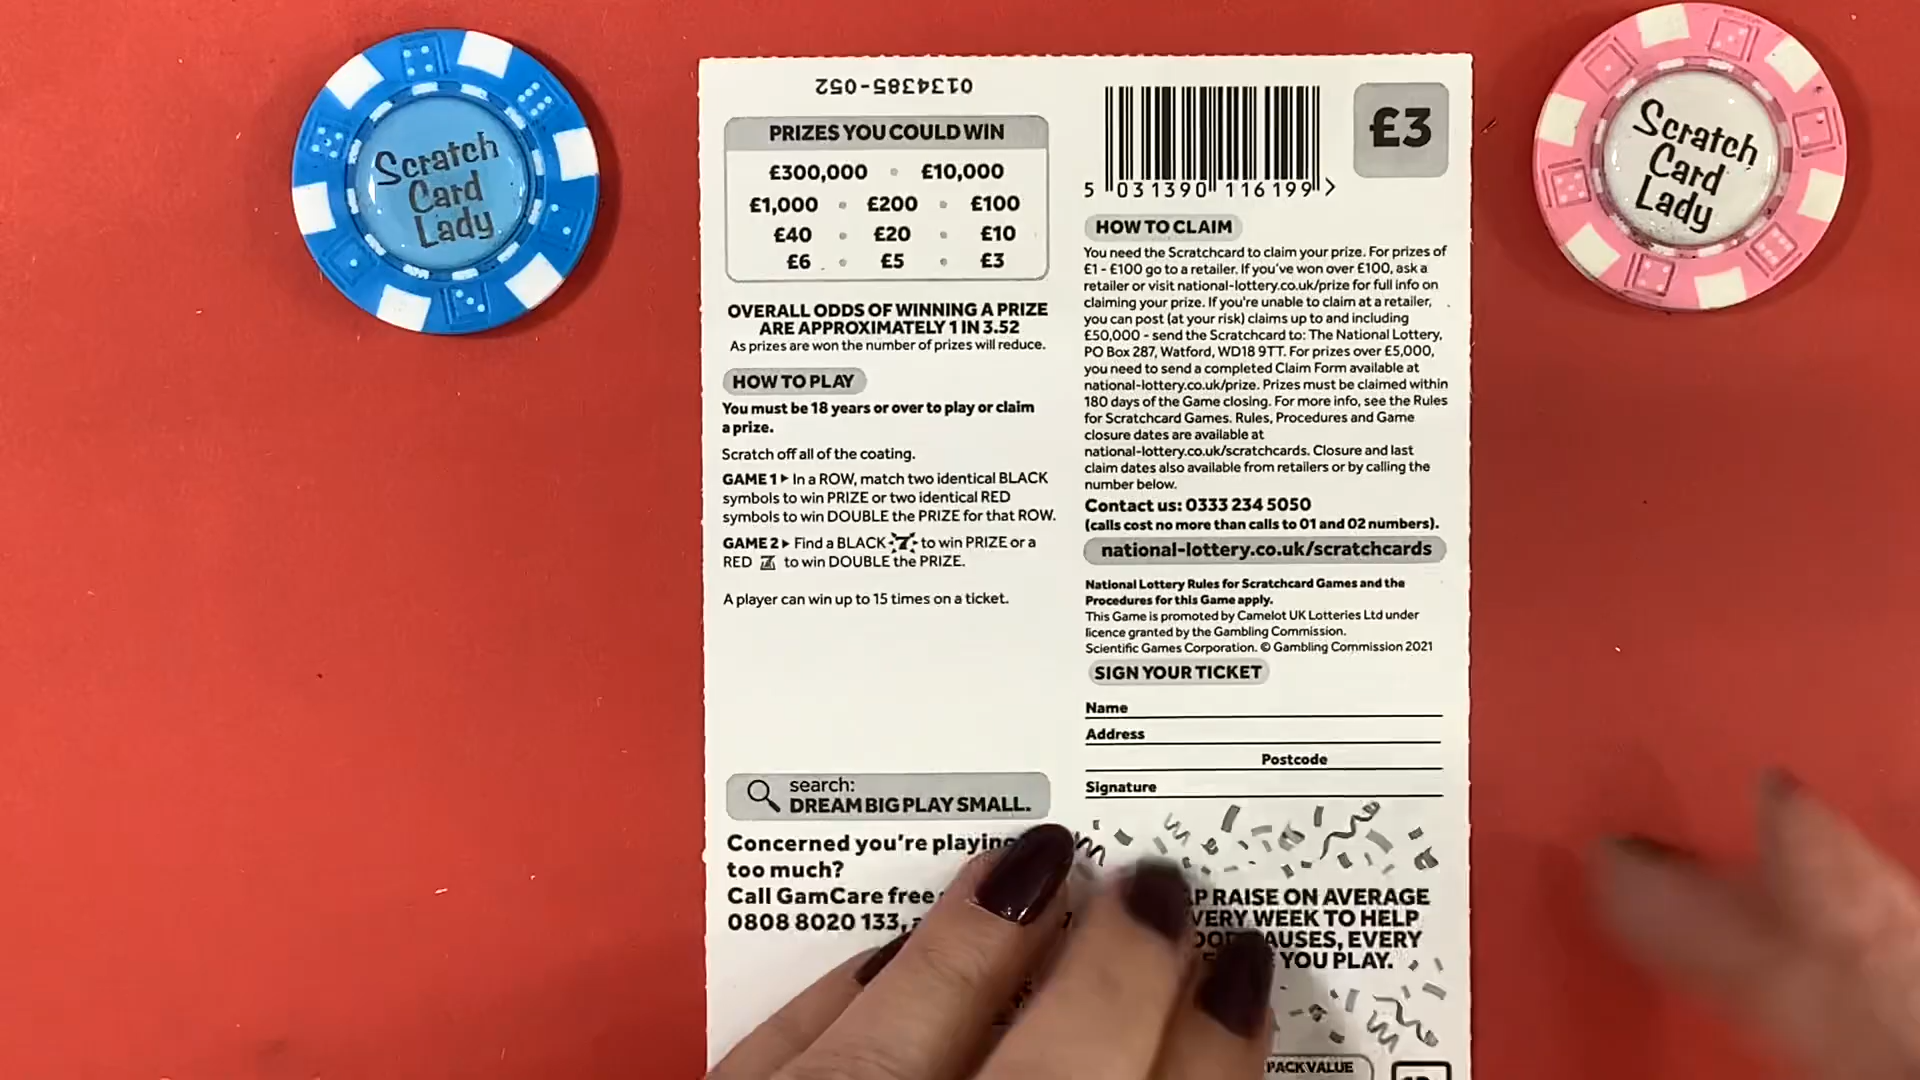 Scratch
Card
Lady
0134385-052
PRIZES YOU COULD WIN
£300,000 • £10,000
£1,000 • £200 • £100
£40 • £20 • £10
£6 • £5 • £3
OVERALL ODDS OF WINNING A PRIZE
ARE APPROXIMATELY 1 IN 3.52
As prizes are won the number of prizes will reduce.
HOW TO PLAY
You must be 18 years or over to play or claim
a prize.
Scratch off all of the coating.
GAME 1 ▸ In a ROW, match two identical BLACK
symbols to win PRIZE or two identical RED
symbols to win DOUBLE the PRIZE for that ROW.
GAME 2 ▸ Find a BLACK 7 to win PRIZE or a
RED 7 to win DOUBLE the PRIZE.
A player can win up to 15 times on a ticket.
search:
DREAM BIG PLAY SMALL.
Concerned you're playing
too much?
Call GamCare free
0808 8020 133,
5 031390 116199 >
£3
HOW TO CLAIM
You need the Scratchcard to claim your prize. For prizes of
£1 - £100 go to a retailer. If you've won over £100, ask a
retailer or visit national-lottery.co.uk/prize for full info on
claiming your prize. If you're unable to claim at a retailer,
you can post (at your risk) claims up to and including
£50,000 - send the Scratchcard to: The National Lottery,
PO Box 287, Watford, WD18 9TT. For prizes over £5,000,
you need to send a completed Claim Form available at
national-lottery.co.uk/prize. Prizes must be claimed within
180 days of the Game closing. For more info, see the Rules
for Scratchcard Games. Rules, Procedures and Game
closure dates are available at
national-lottery.co.uk/scratchcards. Closure and last
claim dates also available from retailers or by calling the
number below.
Contact us: 0333 234 5050
(calls cost no more than calls to 01 and 02 numbers).
national-lottery.co.uk/scratchcards
National Lottery Rules for Scratchcard Games and the
Procedures for this Game apply.
This Game is promoted by Camelot UK Lotteries Ltd under
licence granted by the Gambling Commission.
Scientific Games Corporation. © Gambling Commission 2021
SIGN YOUR TICKET
Name
Address
Postcode
Signature
RAISE ON AVERAGE
WEEK TO HELP
EVERY
YOU PLAY.
PACK VALUE
Scratch
Card
Lady